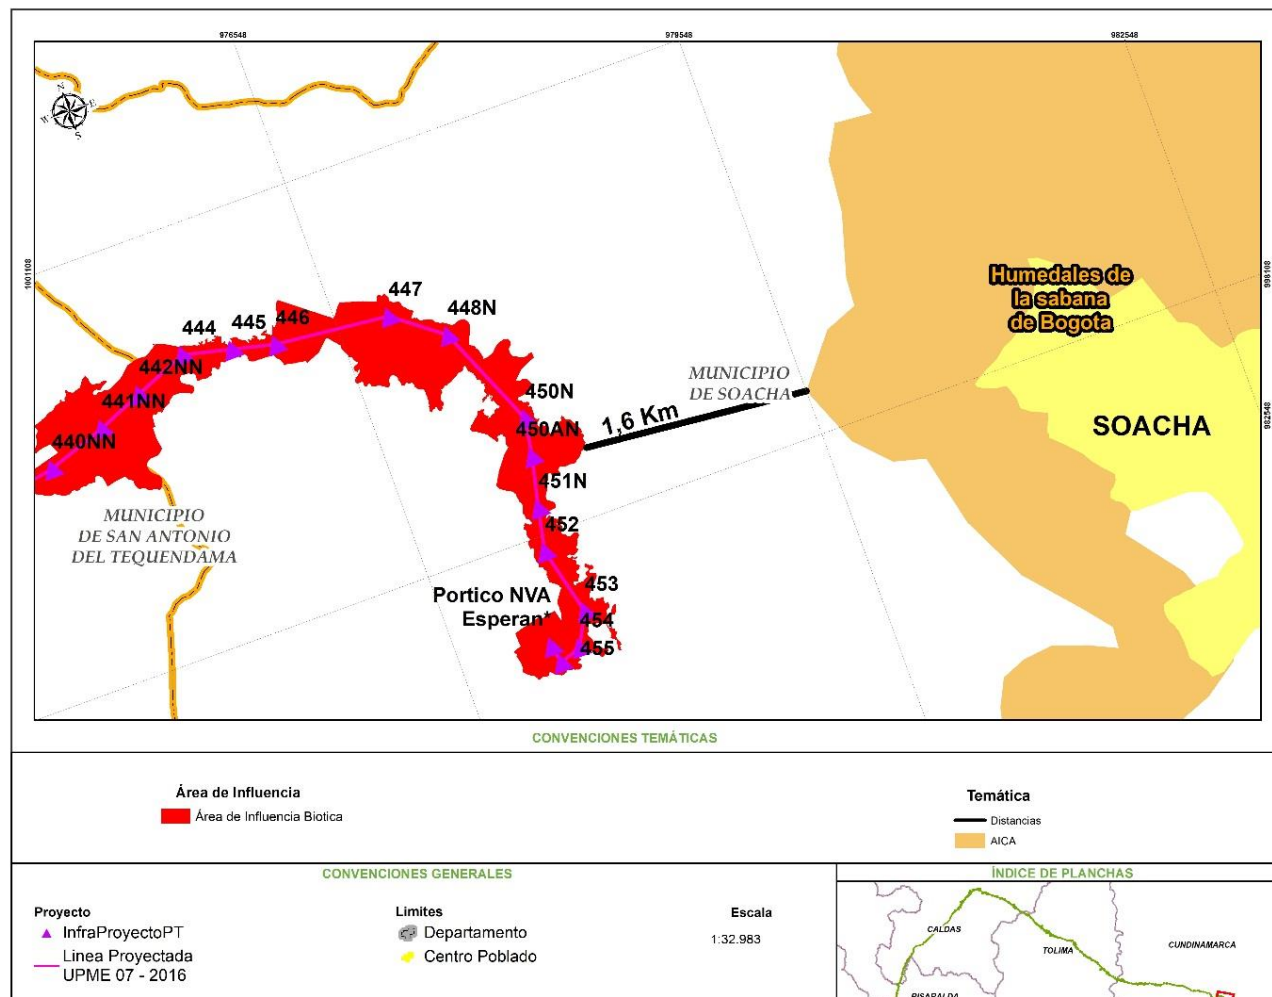 976548
979548
982548
N
E
W
S
1001108
998108
982548
Humedales de
la sabana
de Bogota
447
448N
444
445
446
442NN
441NN
440NN
MUNICIPIO
DE SOACHA
450N
450AN
1,6 Km
SOACHA
451N
452
MUNICIPIO
DE SAN ANTONIO
DEL TEQUENDAMA
453
Portico NVA
Esperan*
454
455
CONVENCIONES TEMÁTICAS
Área de Influencia
Área de Influencia Biotica
Temática
Distancias
AICA
CONVENCIONES GENERALES
Proyecto
InfraProyectoPT
Linea Proyectada
UPME 07 - 2016
Limites
Departamento
Centro Poblado
Escala
1:32.983
ÍNDICE DE PLANCHAS
CALDAS
TOLIMA
CUNDINAMARCA
RISARALDA